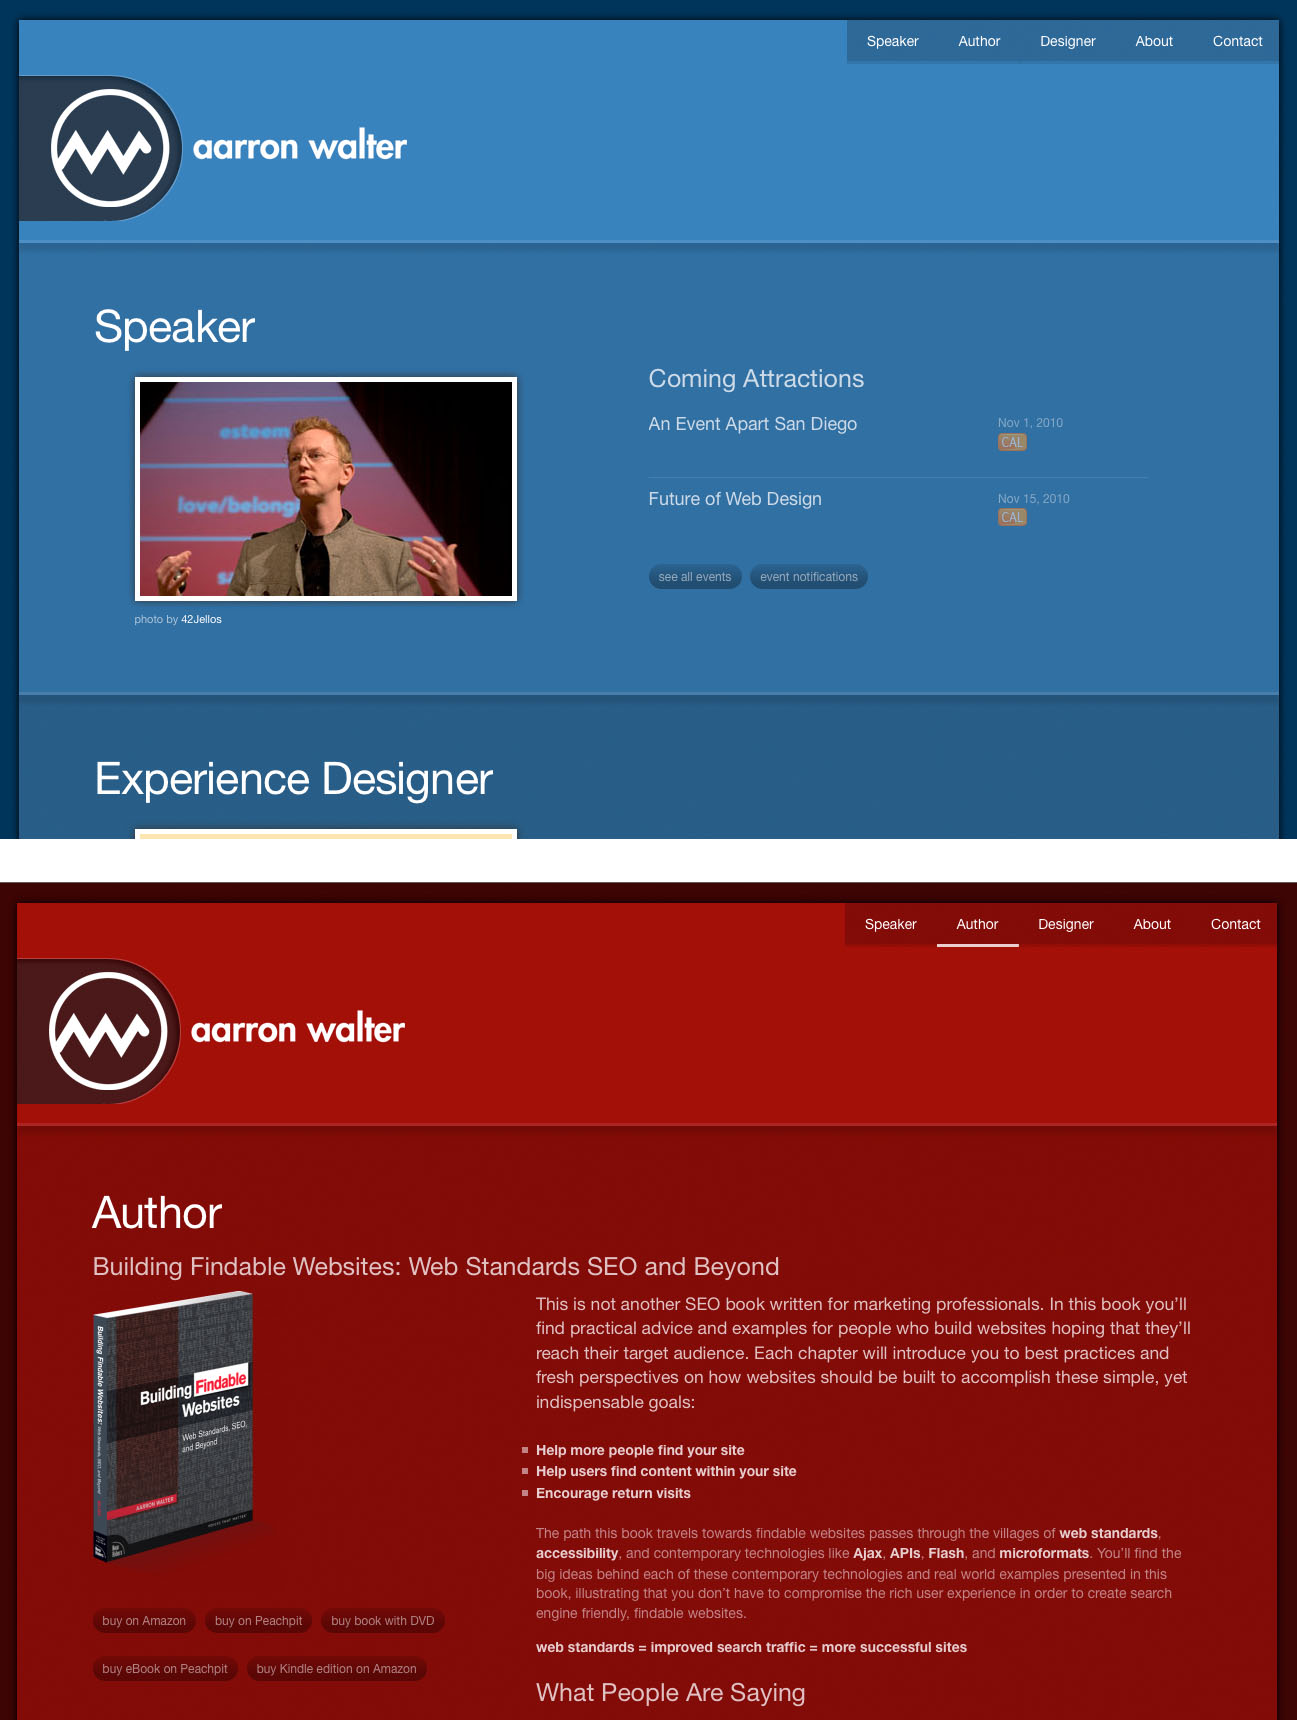 Speaker Author Designer About Contact
aarron walter
Speaker
esteem
love/belongi
sa
photo by 42Jellos
Coming Attractions
An Event Apart San Diego Nov 1, 2010
CAL
Future of Web Design Nov 15, 2010
CAL
see all events event notifications
Experience Designer
Speaker Author Designer About Contact
aarron walter
Author
Building Findable Websites: Web Standards SEO and Beyond
Building Findable Websites:
Building Findable
Websites
Web Standards, SEO,
and Beyond
AARRON WALTER
VOICES THAT MATTER
buy on Amazon buy on Peachpit buy book with DVD
buy eBook on Peachpit buy Kindle edition on Amazon
This is not another SEO book written for marketing professionals. In this book you’ll
find practical advice and examples for people who build websites hoping that they’ll
reach their target audience. Each chapter will introduce you to best practices and
fresh perspectives on how websites should be built to accomplish these simple, yet
indispensable goals:
Help more people find your site
Help users find content within your site
Encourage return visits
The path this book travels towards findable websites passes through the villages of web standards,
accessibility, and contemporary technologies like Ajax, APIs, Flash, and microformats. You’ll find the
big ideas behind each of these contemporary technologies and real world examples presented in this
book, illustrating that you don’t have to compromise the rich user experience in order to create search
engine friendly, findable websites.
web standards = improved search traffic = more successful sites
What People Are Saying